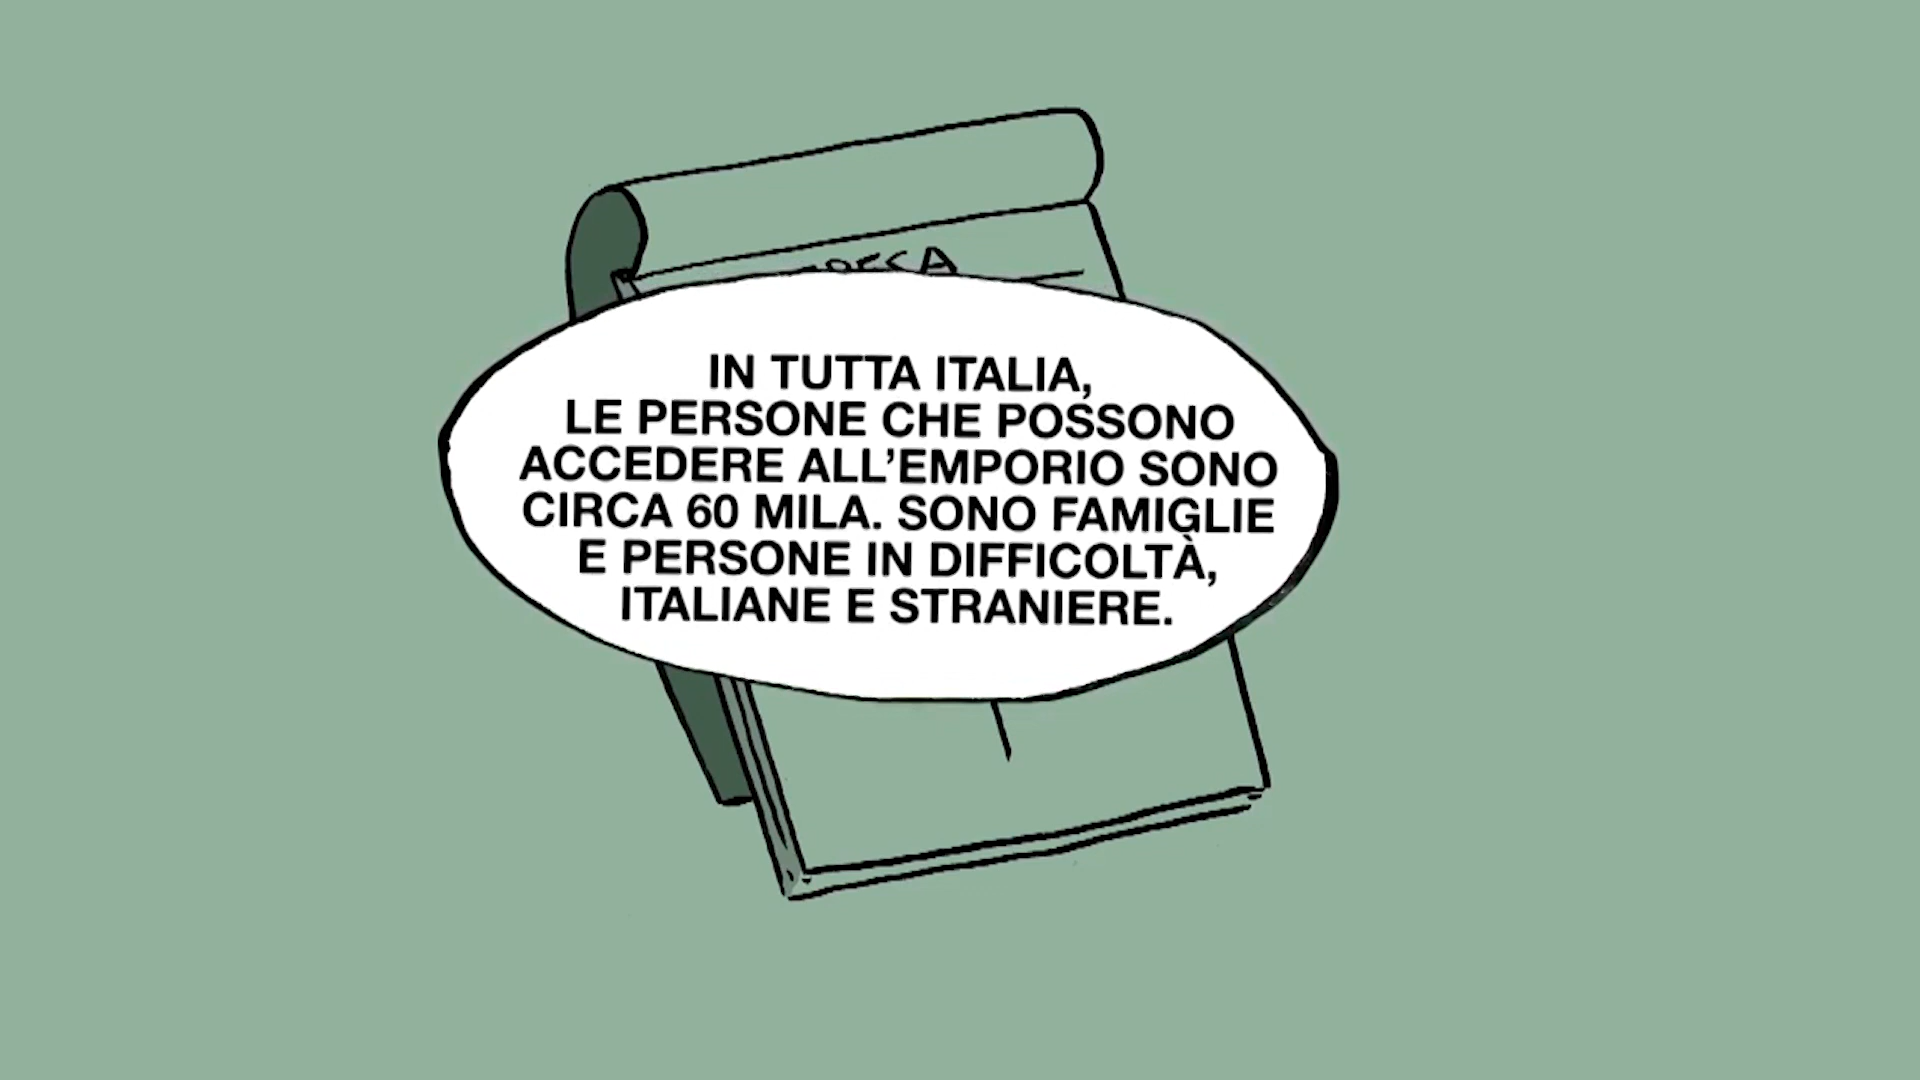 IN TUTTA ITALIA,
LE PERSONE CHE POSSONO
ACCEDERE ALL’EMPORIO SONO
CIRCA 60 MILA. SONO FAMIGLIE
E PERSONE IN DIFFICOLTÀ,
ITALIANE E STRANIERE.